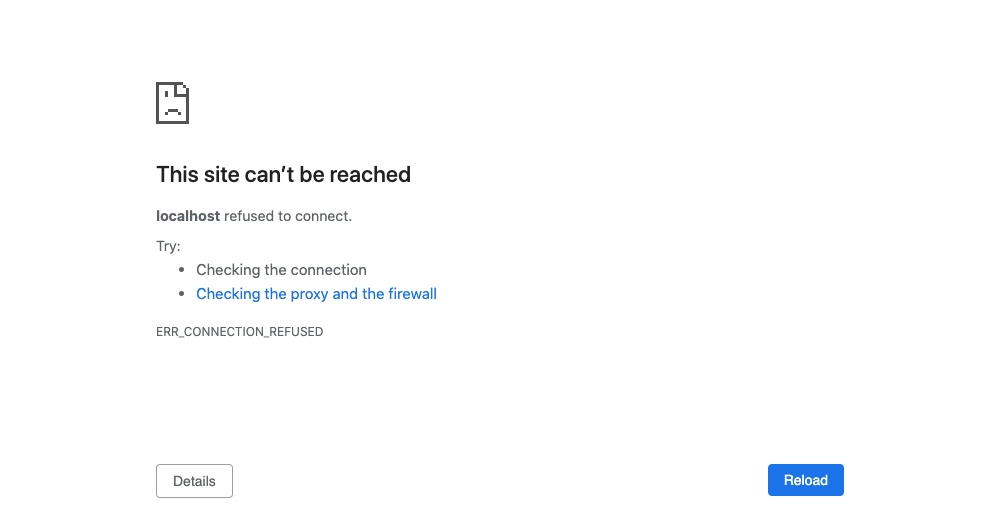 This site can’t be reached
localhost refused to connect.
Try:
Checking the connection
Checking the proxy and the firewall
ERR_CONNECTION_REFUSED
Details
Reload